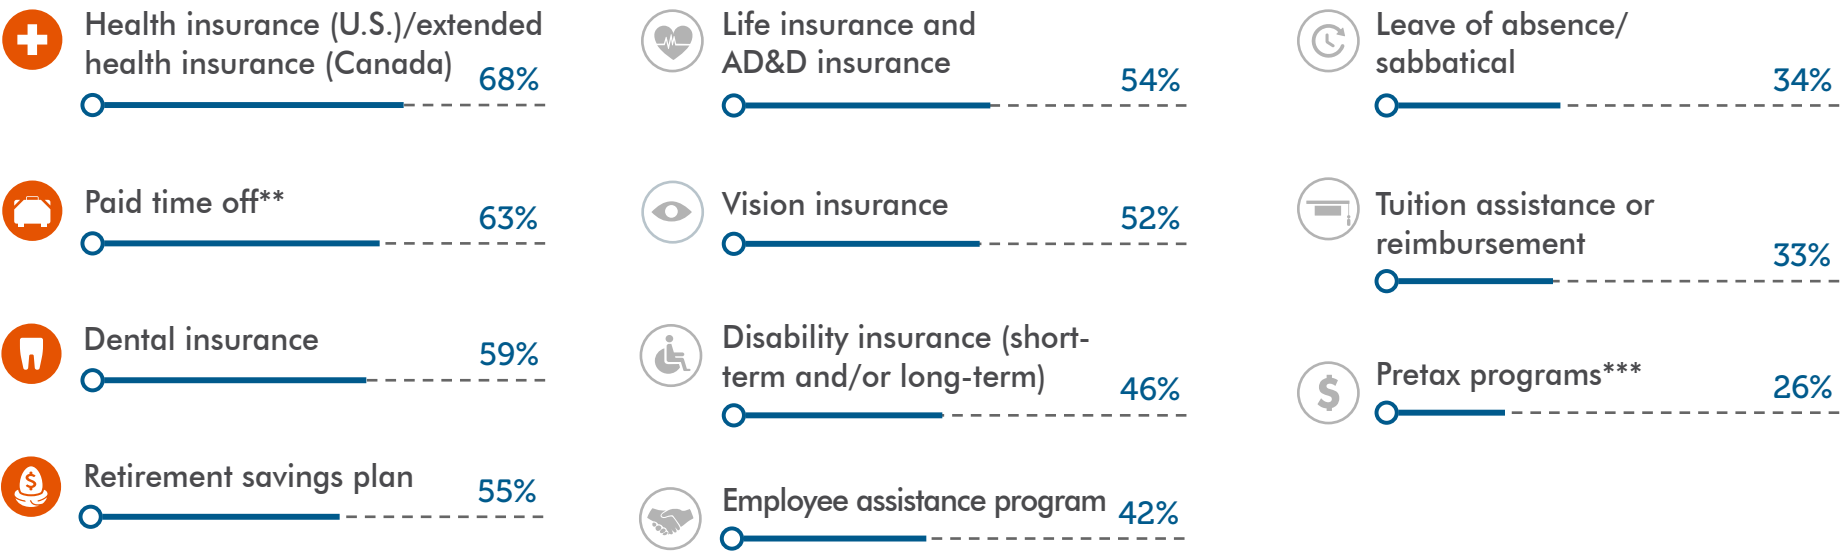 Health insurance (U.S.)/extended
health insurance (Canada)
68%
Paid time off**
63%
Dental insurance
59%
Retirement savings plan
55%
Life insurance and
AD&D insurance
54%
Vision insurance
52%
Disability insurance (short-
term and/or long-term)
46%
Employee assistance program
42%
Leave of absence/
sabbatical
34%
Tuition assistance or
reimbursement
33%
Pretax programs***
26%